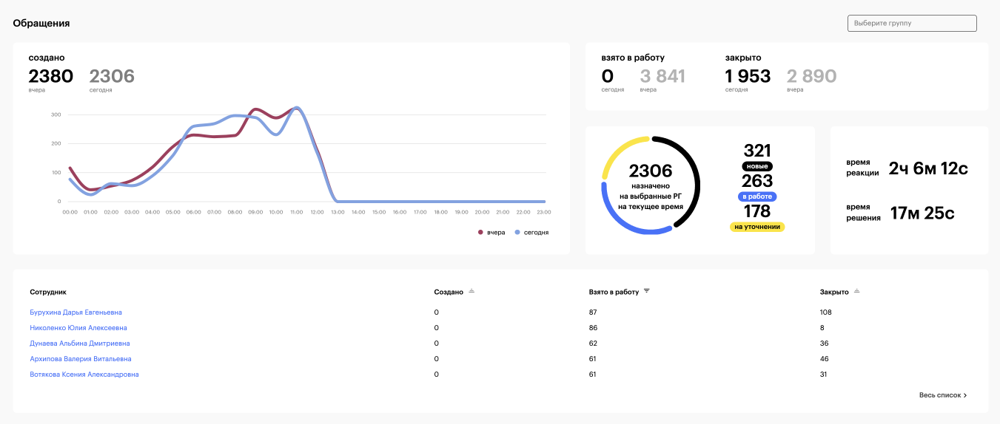 Обращения
Выберите группу
создано
2380 2306
вчера сегодня
300
200
100
0
00:00 01:00 02:00 03:00 04:00 05:00 06:00 07:00 08:00 09:00 10:00 11:00 12:00 13:00 14:00 15:00 16:00 17:00 18:00 19:00 20:00 21:00 22:00 23:00
вчера сегодня
взято в работу закрыто
0 3 841 1 953 2 890
сегодня вчера сегодня вчера
2306
назначено
на выбранные РГ
на текущее время
321
новые
263
в работе
178
на уточнении
время
реакции
2ч 6м 12с
время
решения
17м 25с
Сотрудник Создано Взято в работу Закрыто
Бурухина Дарья Евгеньевна 0 87 108
Николенко Юлия Алексеевна 0 86 8
Дунаева Альбина Дмитриевна 0 62 36
Архипова Валерия Витальевна 0 61 46
Вотякова Ксения Александровна 0 61 31
Весь список